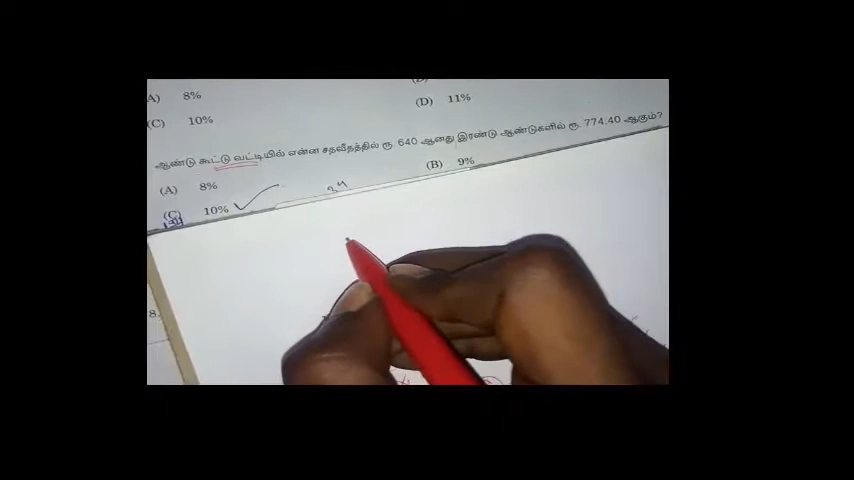 (A) 8%
(C) 10% (D) 11%
ஆண்டு கூட்டு வட்டியில் என்ன சதவீதத்தில் ரூ. 640 ஆனது இரண்டு ஆண்டுகளில் ரூ. 774.40 ஆகும்?
(A) 8% (B) 9%
(C) 10%
8.